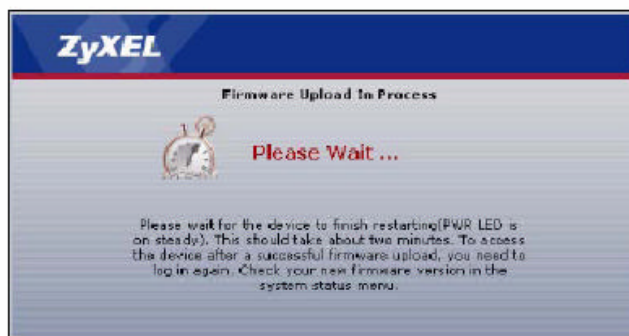 ZyXEL
Firmware Upload In Process
Please Wait ...
Please wait for the device to finish restarting(PWR LED is
on steady). This should take about two minutes. To access
the device after a successful firmware upload, you need to
log in again. Check your new firmware version in the
system status menu.